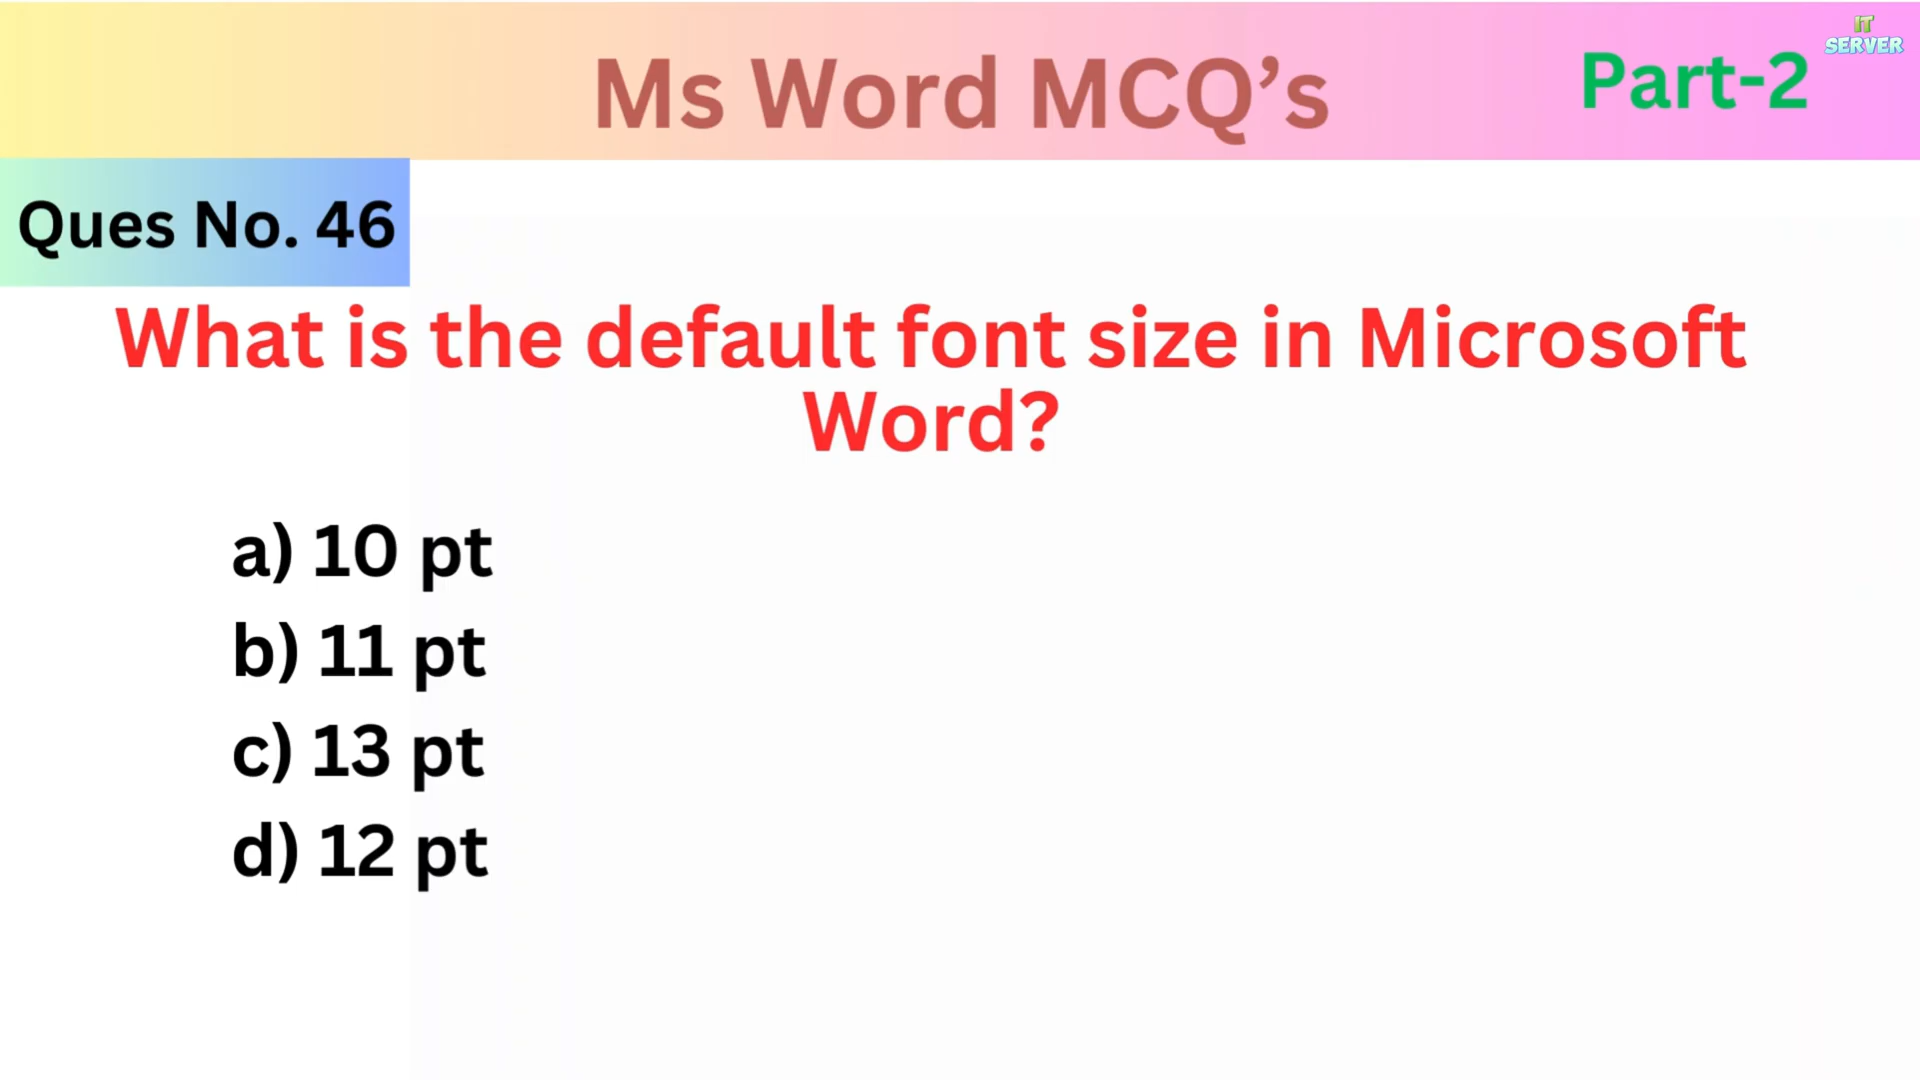 Ms Word MCQ’s
Part-2
IT
SERVER
Ques No. 46
What is the default font size in Microsoft
Word?
a) 10 pt
b) 11 pt
c) 13 pt
d) 12 pt